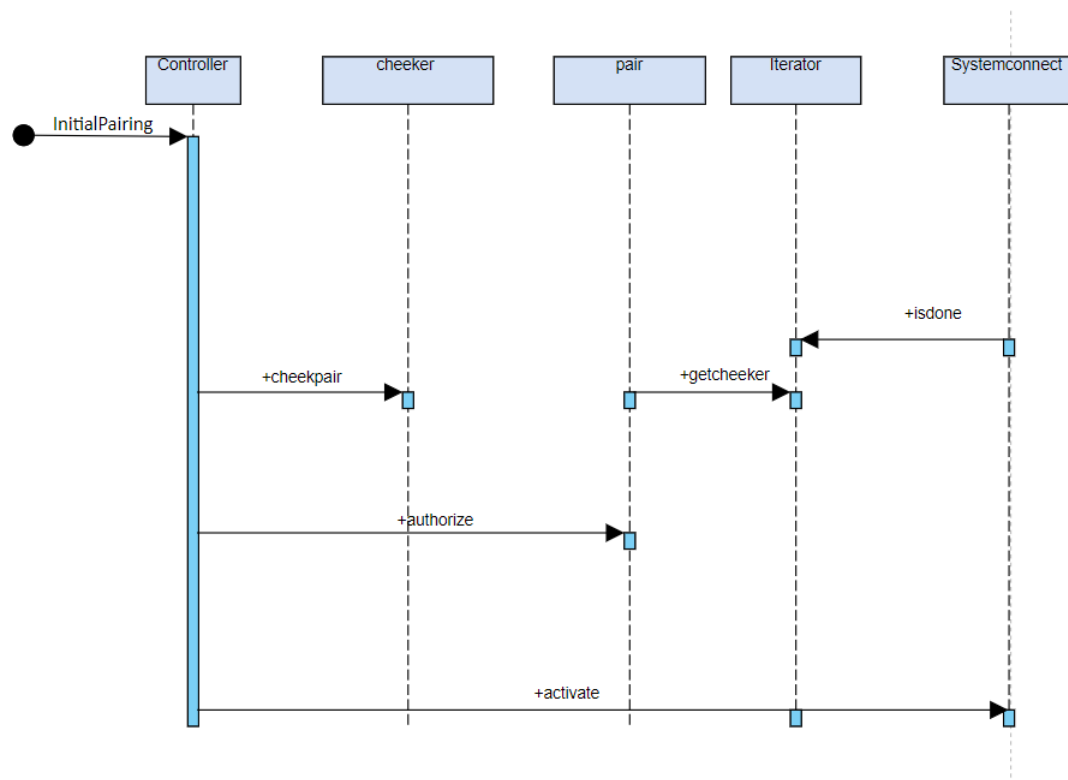 Controller
cheeker
pair
Iterator
Systemconnect
InitialPairing
+isdone
+cheekpair
+getcheeker
+authorize
+activate